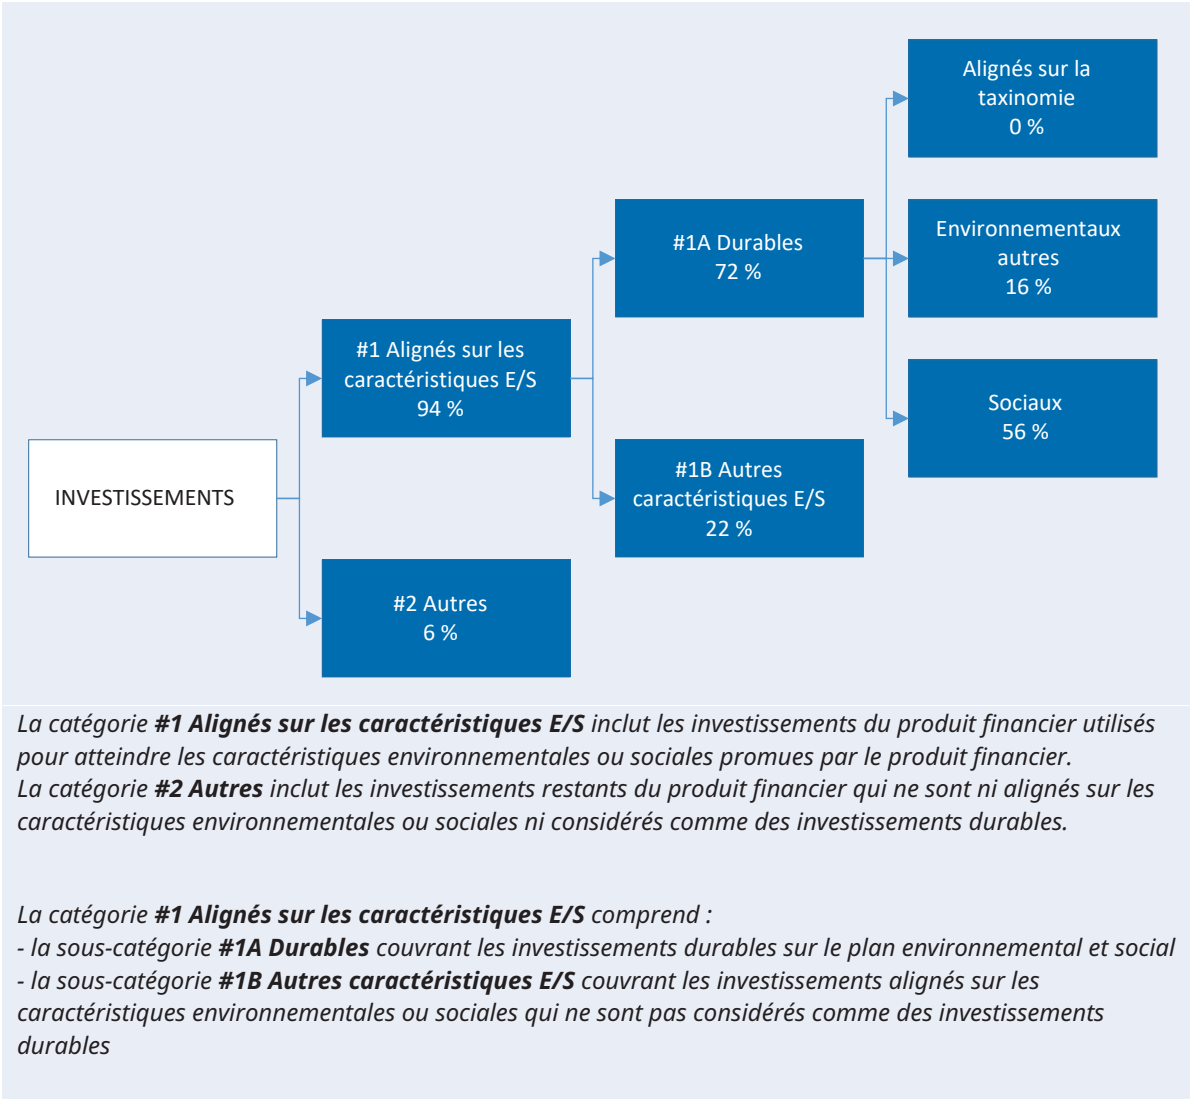 Alignés sur la
taxinomie
0 %
#1A Durables
72 %
Environnementaux
autres
16 %
#1 Alignés sur les
caractéristiques E/S
94 %
Sociaux
56 %
INVESTISSEMENTS
#1B Autres
caractéristiques E/S
22 %
#2 Autres
6 %
La catégorie #1 Alignés sur les caractéristiques E/S inclut les investissements du produit financier utilisés
pour atteindre les caractéristiques environnementales ou sociales promues par le produit financier.
La catégorie #2 Autres inclut les investissements restants du produit financier qui ne sont ni alignés sur les
caractéristiques environnementales ou sociales ni considérés comme des investissements durables.
La catégorie #1 Alignés sur les caractéristiques E/S comprend :
- la sous-catégorie #1A Durables couvrant les investissements durables sur le plan environnemental et social
- la sous-catégorie #1B Autres caractéristiques E/S couvrant les investissements alignés sur les
caractéristiques environnementales ou sociales qui ne sont pas considérés comme des investissements
durables